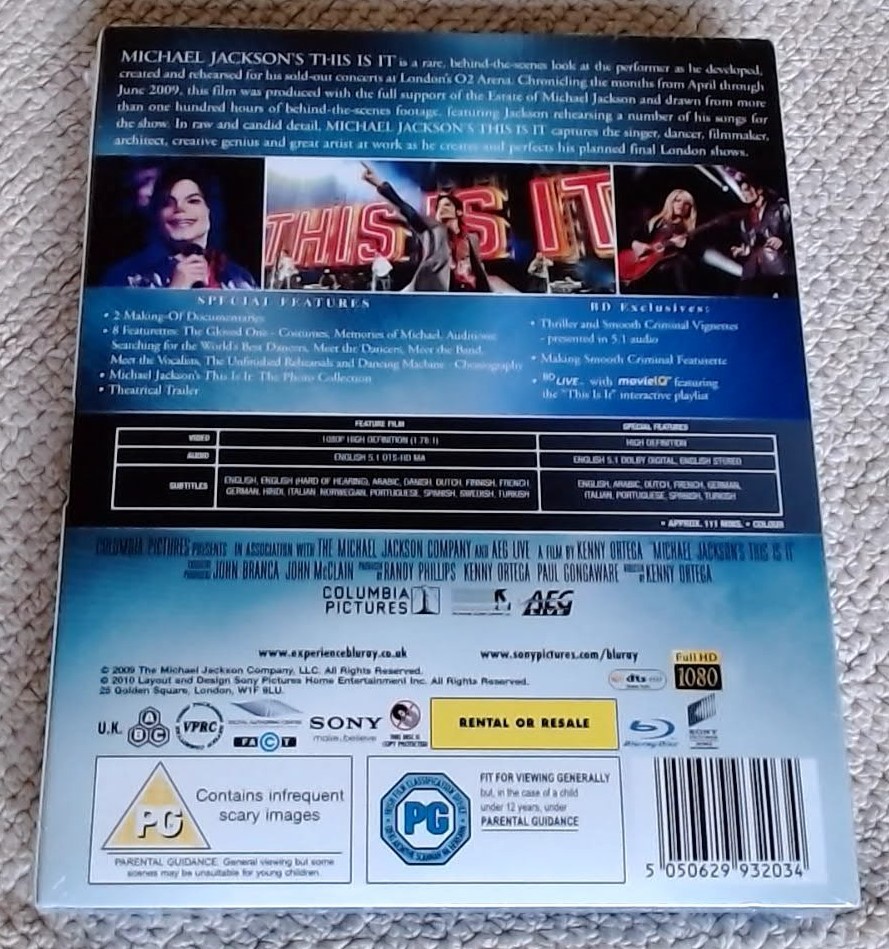 MICHAEL JACKSON'S THIS IS IT is a rare, behind-the-scenes look at the performer as he developed,
created and rehearsed for his sold-out concerts at London's O2 Arena. Chronicling the months from April through
June 2009, this film was produced with the full support of the Estate of Michael Jackson and drawn from more
than one hundred hours of behind-the-scenes footage, featuring Jackson rehearsing a number of his songs for
the show. In raw and candid detail, MICHAEL JACKSON'S THIS IS IT captures the singer, dancer, filmmaker,
architect, creative genius and great artist at work as he creates and perfects his planned final London shows.
THIS IS IT
SPECIAL FEATURES
• 2 Making-Of Documentaries
• 8 Featurettes: The Gloved One - Costumes, Memories of Michael, Auditions:
Searching for the World's Best Dancers, Meet the Dancers, Meet the Band,
Meet the Vocalists, The Unfinished Rehearsals and Dancing Machine - Choreography
• Michael Jackson's This Is It: The Photo Collection
• Theatrical Trailer
BD Exclusives:
• Thriller and Smooth Criminal Vignettes
- presented in 5.1 audio
• Making Smooth Criminal Featurette
• BD LIVE with movieIQ featuring
the "This Is It" interactive playlist
FEATURE FILM SPECIAL FEATURES
VIDEO 1080P HIGH DEFINITION (1.78:1) HIGH DEFINITION
AUDIO ENGLISH 5.1 DTS-HD MA ENGLISH 5.1 DOLBY DIGITAL, ENGLISH STEREO
SUBTITLES ENGLISH, ENGLISH (HARD OF HEARING), ARABIC, DANISH, DUTCH, FINNISH, FRENCH,
GERMAN, HINDI, ITALIAN, NORWEGIAN, PORTUGUESE, SPANISH, SWEDISH, TURKISH
ENGLISH, ARABIC, DUTCH, FRENCH, GERMAN,
ITALIAN, PORTUGUESE, SPANISH, TURKISH
• APPROX. 111 MINS. • COLOUR
COLUMBIA PICTURES PRESENTS IN ASSOCIATION WITH THE MICHAEL JACKSON COMPANY AND AEG LIVE A FILM BY KENNY ORTEGA "MICHAEL JACKSON'S THIS IS IT"
EXECUTIVE PRODUCERS JOHN BRANCA JOHN McCLAIN PRODUCED BY RANDY PHILLIPS KENNY ORTEGA PAUL GONGAWARE DIRECTED BY KENNY ORTEGA
COLUMBIA
PICTURES
AEG
www.experiencebluray.co.uk
www.sonypictures.com/bluray
Full HD
1080
© 2009 The Michael Jackson Company, LLC. All Rights Reserved.
© 2010 Layout and Design Sony Pictures Home Entertainment Inc. All Rights Reserved.
25 Golden Square, London, W1F 9LU.
dts
U.K.
A
B C
VPRC
FACT
SONY
make.believe
THIS DISC IS
COPY PROTECTED
RENTAL OR RESALE
Blu-ray Disc
SONY
PG
Contains infrequent
scary images
PARENTAL GUIDANCE: General viewing but some
scenes may be unsuitable for young children.
IRISH FILM CLASSIFICATION OFFICE
PG
FIT FOR VIEWING GENERALLY
but, in the case of a child
under 12 years, under
PARENTAL GUIDANCE
5 050629 932034